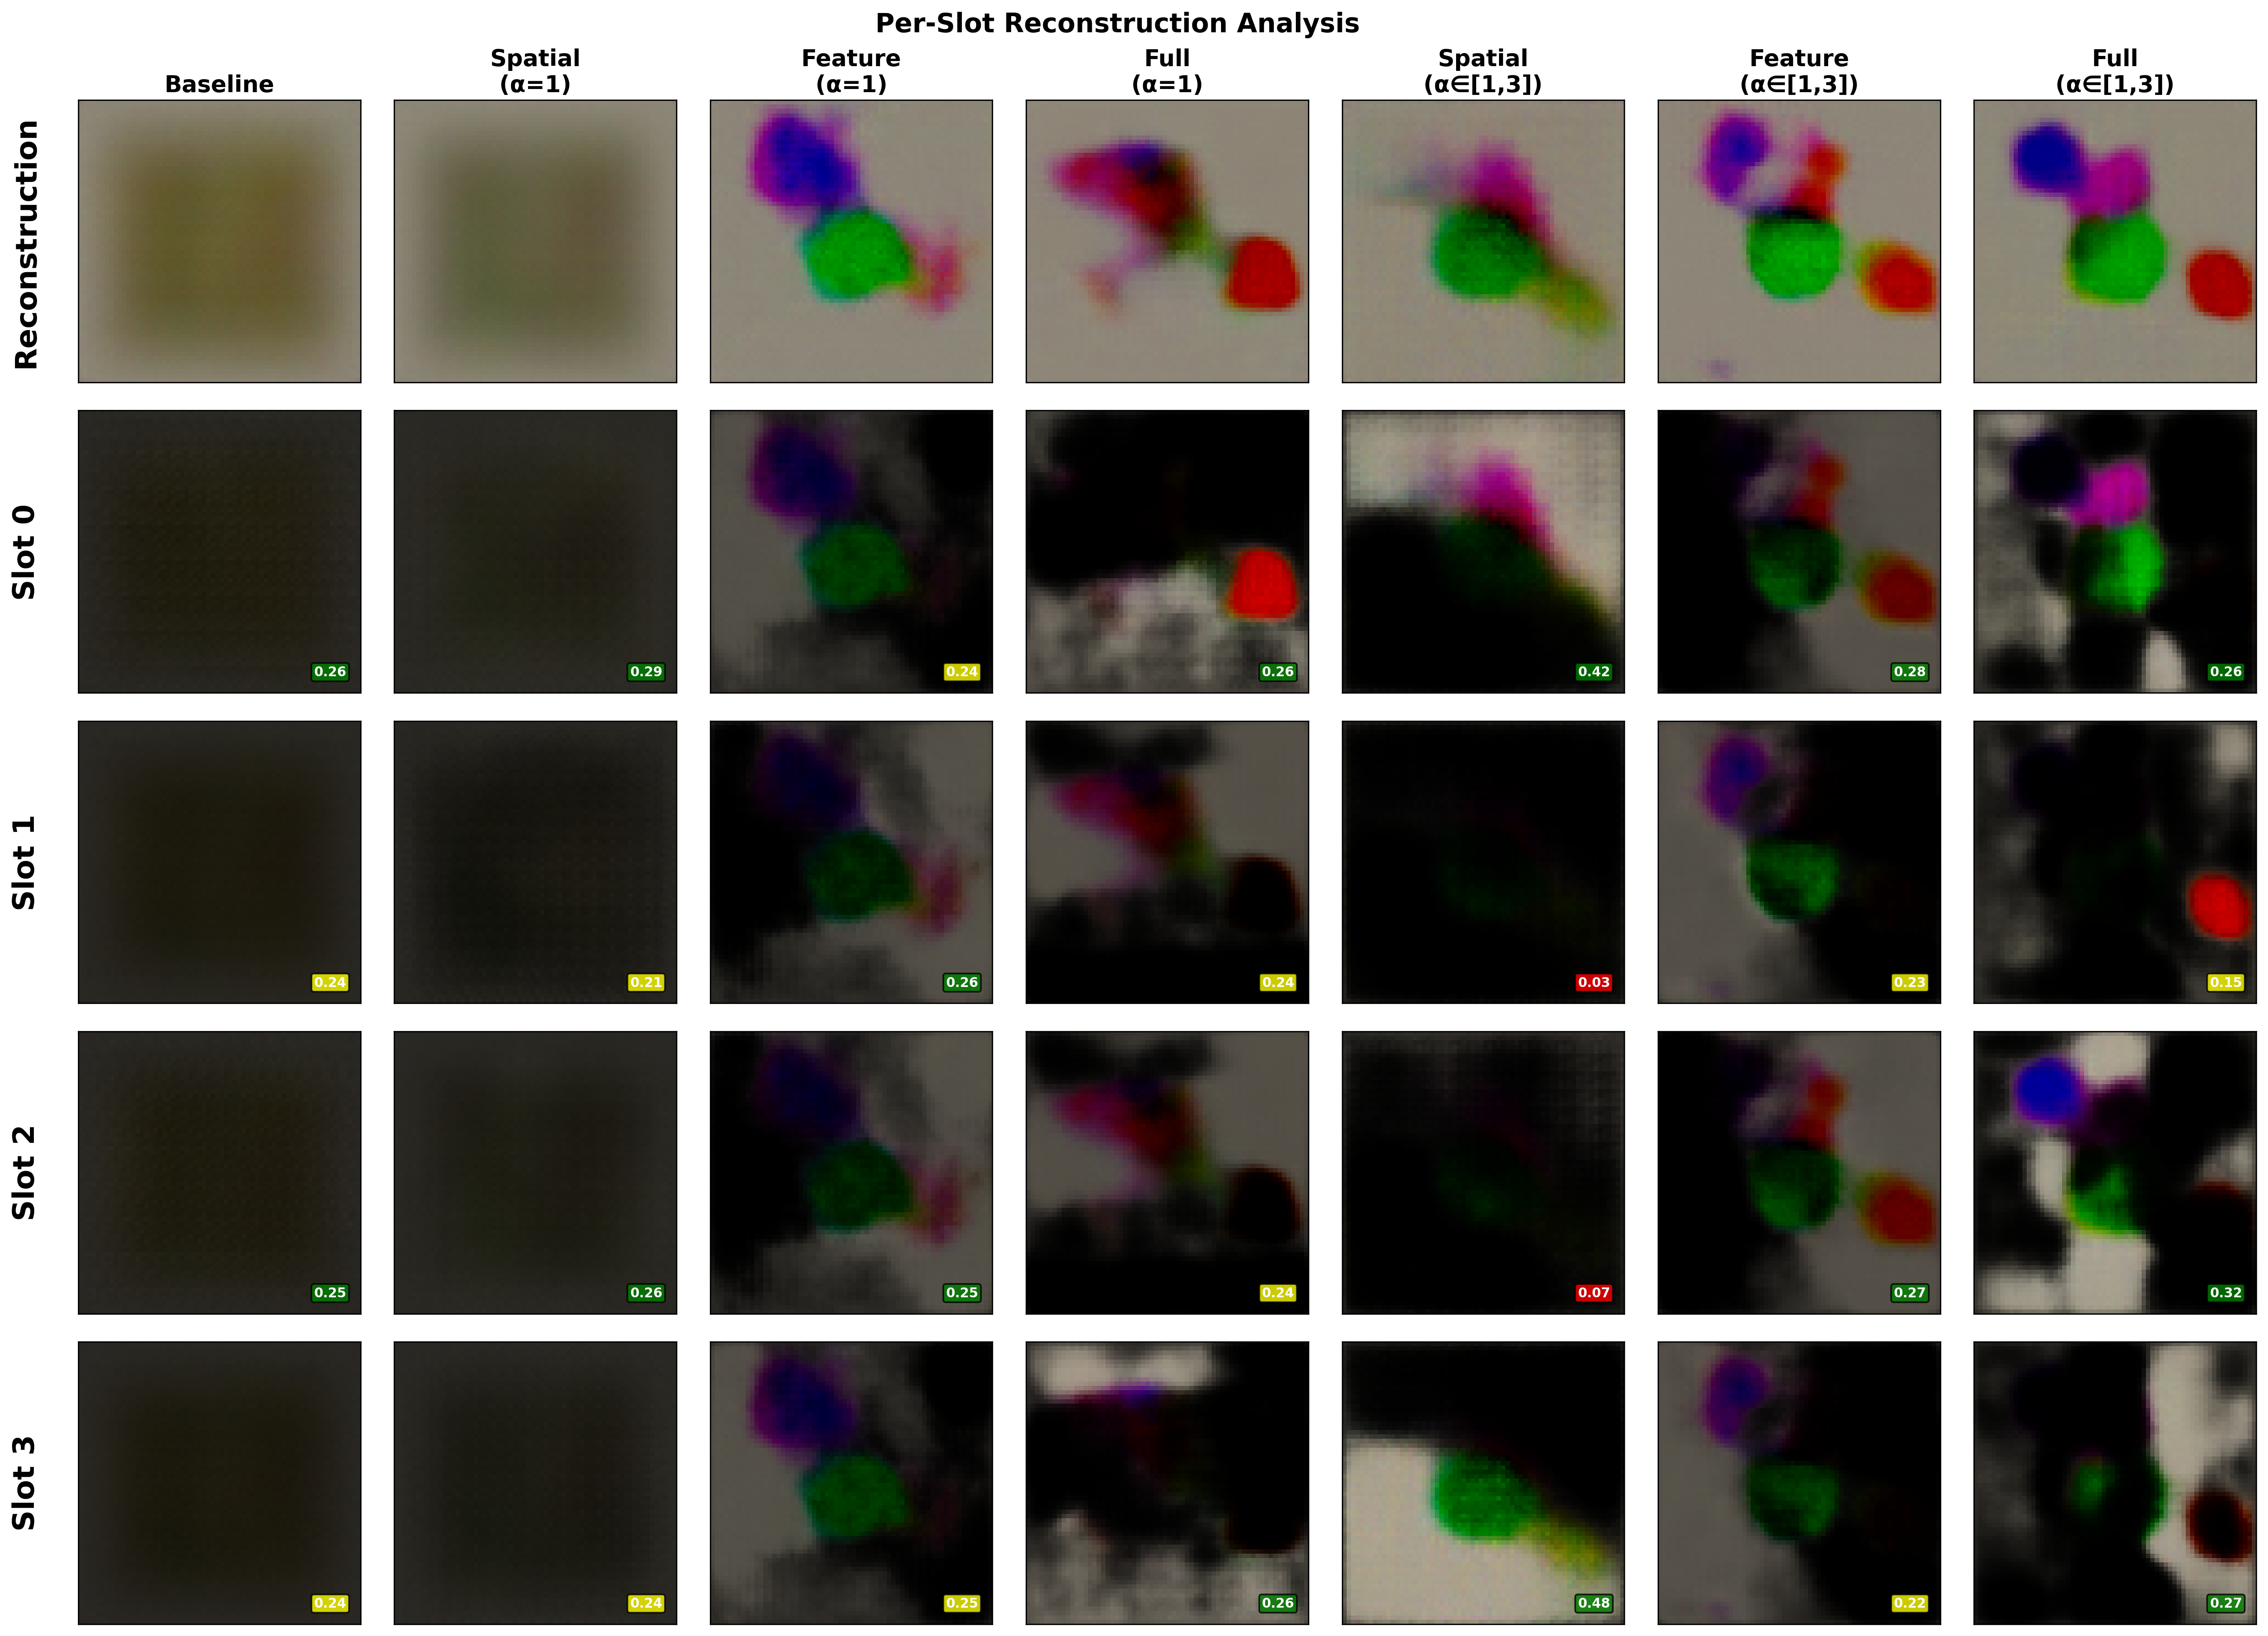 Per-Slot Reconstruction Analysis
Baseline
Spatial
(α=1)
Feature
(α=1)
Full
(α=1)
Spatial
(α∈[1,3])
Feature
(α∈[1,3])
Full
(α∈[1,3])
Reconstruction
Slot 0
0.26
0.29
0.24
0.26
0.42
0.28
0.26
Slot 1
0.24
0.21
0.26
0.24
0.03
0.23
0.15
Slot 2
0.25
0.26
0.25
0.24
0.07
0.27
0.32
Slot 3
0.24
0.24
0.25
0.26
0.48
0.22
0.27